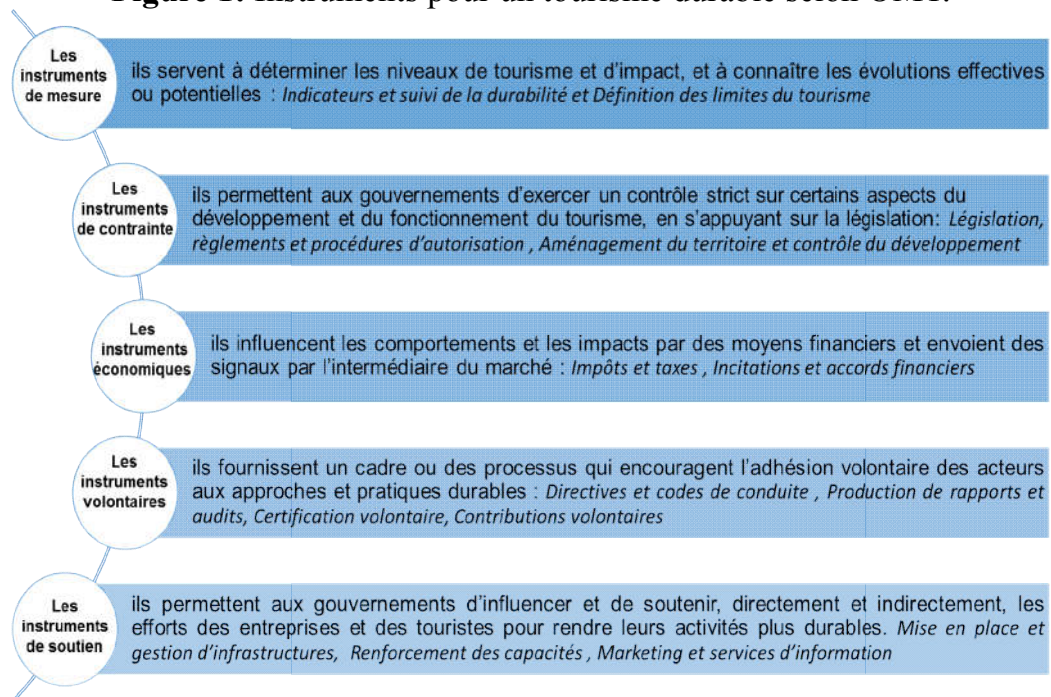 Figure 1: Instruments pour un tourisme durable selon OMT.
Les
instruments
de mesure
ils servent à déterminer les niveaux de tourisme et d'impact, et à connaître les évolutions effectives
ou potentielles : Indicateurs et suivi de la durabilité et Définition des limites du tourisme
Les
instruments
de contrainte
ils permettent aux gouvernements d'exercer un contrôle strict sur certains aspects du
développement et du fonctionnement du tourisme, en s'appuyant sur la législation: Législation,
règlements et procédures d'autorisation , Aménagement du territoire et contrôle du développement
Les
instruments
économiques
ils influencent les comportements et les impacts par des moyens financiers et envoient des
signaux par l'intermédiaire du marché : Impôts et taxes , Incitations et accords financiers
Les
instruments
volontaires
ils fournissent un cadre ou des processus qui encouragent l'adhésion volontaire des acteurs
aux approches et pratiques durables : Directives et codes de conduite , Production de rapports et
audits, Certification volontaire, Contributions volontaires
Les
instruments
de soutien
ils permettent aux gouvernements d'influencer et de soutenir, directement et indirectement, les
efforts des entreprises et des touristes pour rendre leurs activités plus durables. Mise en place et
gestion d'infrastructures, Renforcement des capacités , Marketing et services d'information